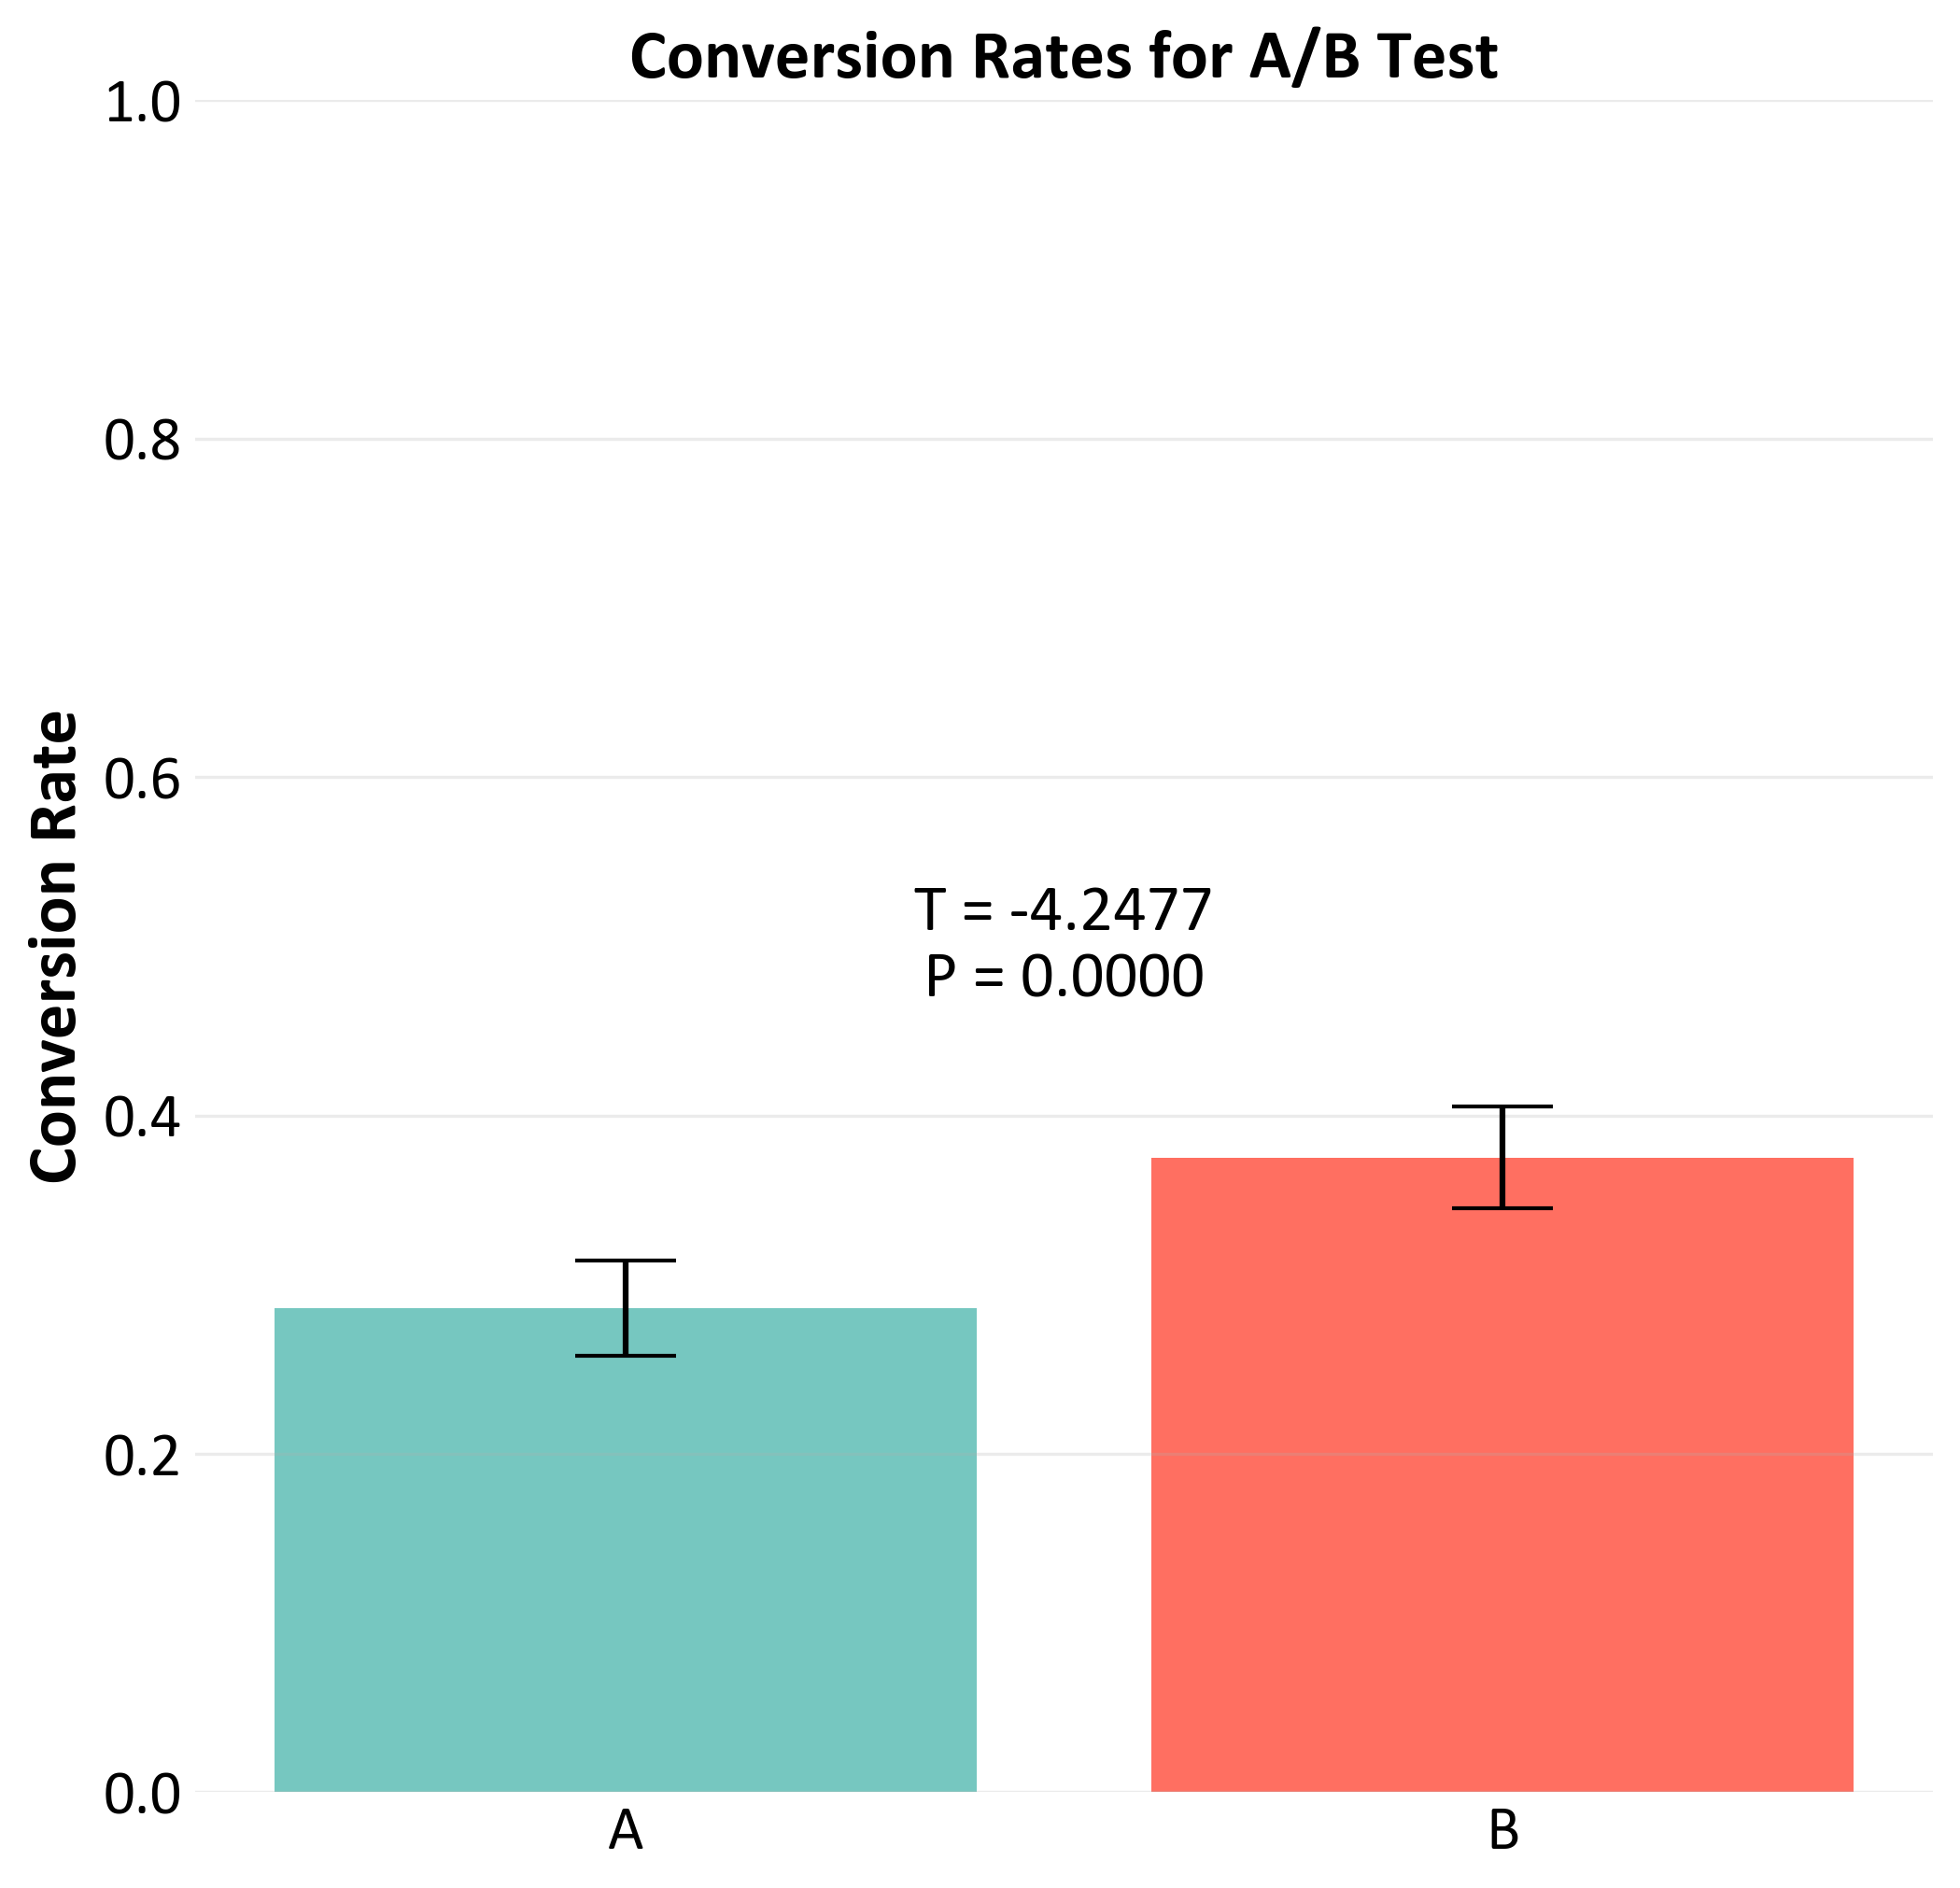 Conversion Rates for A/B Test
1.0
0.8
0.6
0.4
0.2
0.0
Conversion Rate
T = -4.2477
P = 0.0000
A
B